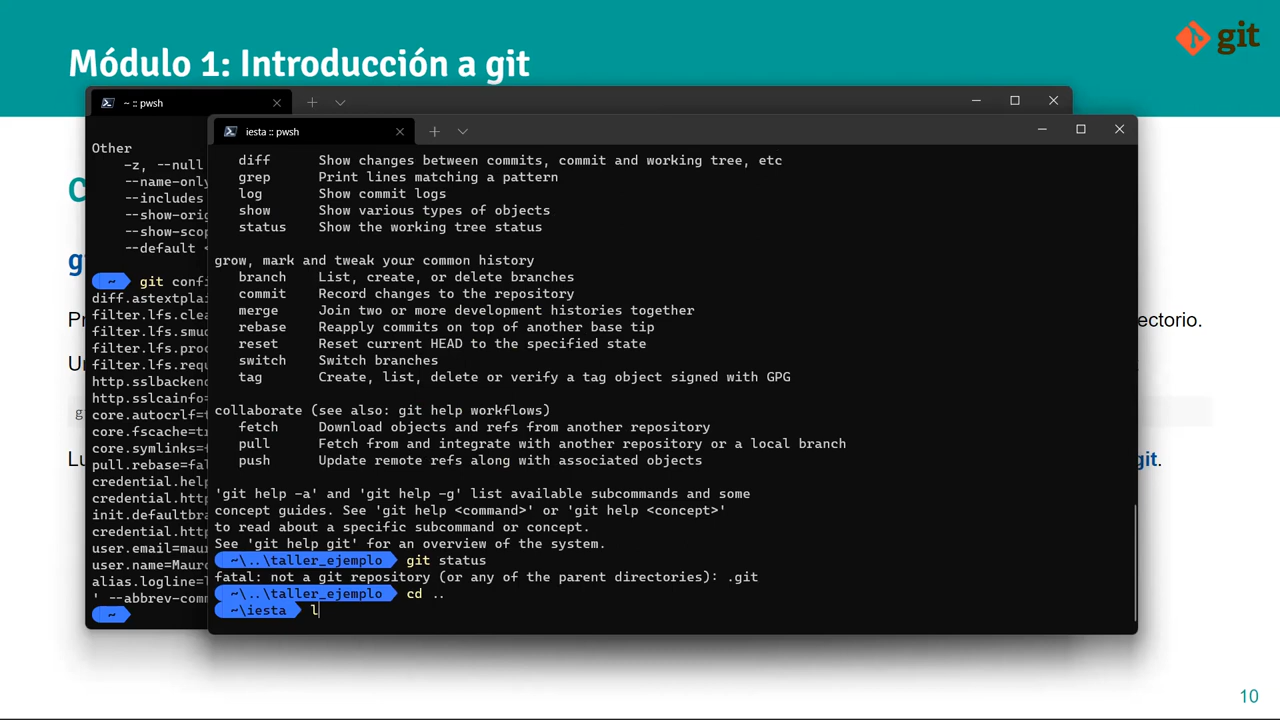 Módulo 1: Introducción a git
git
~ :: pwsh
iesta :: pwsh
Other
-z, --null
--name-only
--includes
--show-orig
--show-scop
--default <
~ git confi
diff.astextplai
filter.lfs.clea
filter.lfs.smud
filter.lfs.proc
filter.lfs.requ
http.sslbackend
http.sslcainfo=
core.autocrlf=t
core.fscache=tr
core.symlinks=f
pull.rebase=fal
credential.help
credential.http
init.defaultbra
credential.http
user.email=maur
user.name=Mauro
alias.logline=l
' --abbrev-comm
~
diff Show changes between commits, commit and working tree, etc
grep Print lines matching a pattern
log Show commit logs
show Show various types of objects
status Show the working tree status
grow, mark and tweak your common history
branch List, create, or delete branches
commit Record changes to the repository
merge Join two or more development histories together
rebase Reapply commits on top of another base tip
reset Reset current HEAD to the specified state
switch Switch branches
tag Create, list, delete or verify a tag object signed with GPG
collaborate (see also: git help workflows)
fetch Download objects and refs from another repository
pull Fetch from and integrate with another repository or a local branch
push Update remote refs along with associated objects
'git help -a' and 'git help -g' list available subcommands and some
concept guides. See 'git help <command>' or 'git help <concept>'
to read about a specific subcommand or concept.
See 'git help git' for an overview of the system.
~\..\taller_ejemplo git status
fatal: not a git repository (or any of the parent directories): .git
~\..\taller_ejemplo cd ..
~\iesta l
ectorio.
git.
10